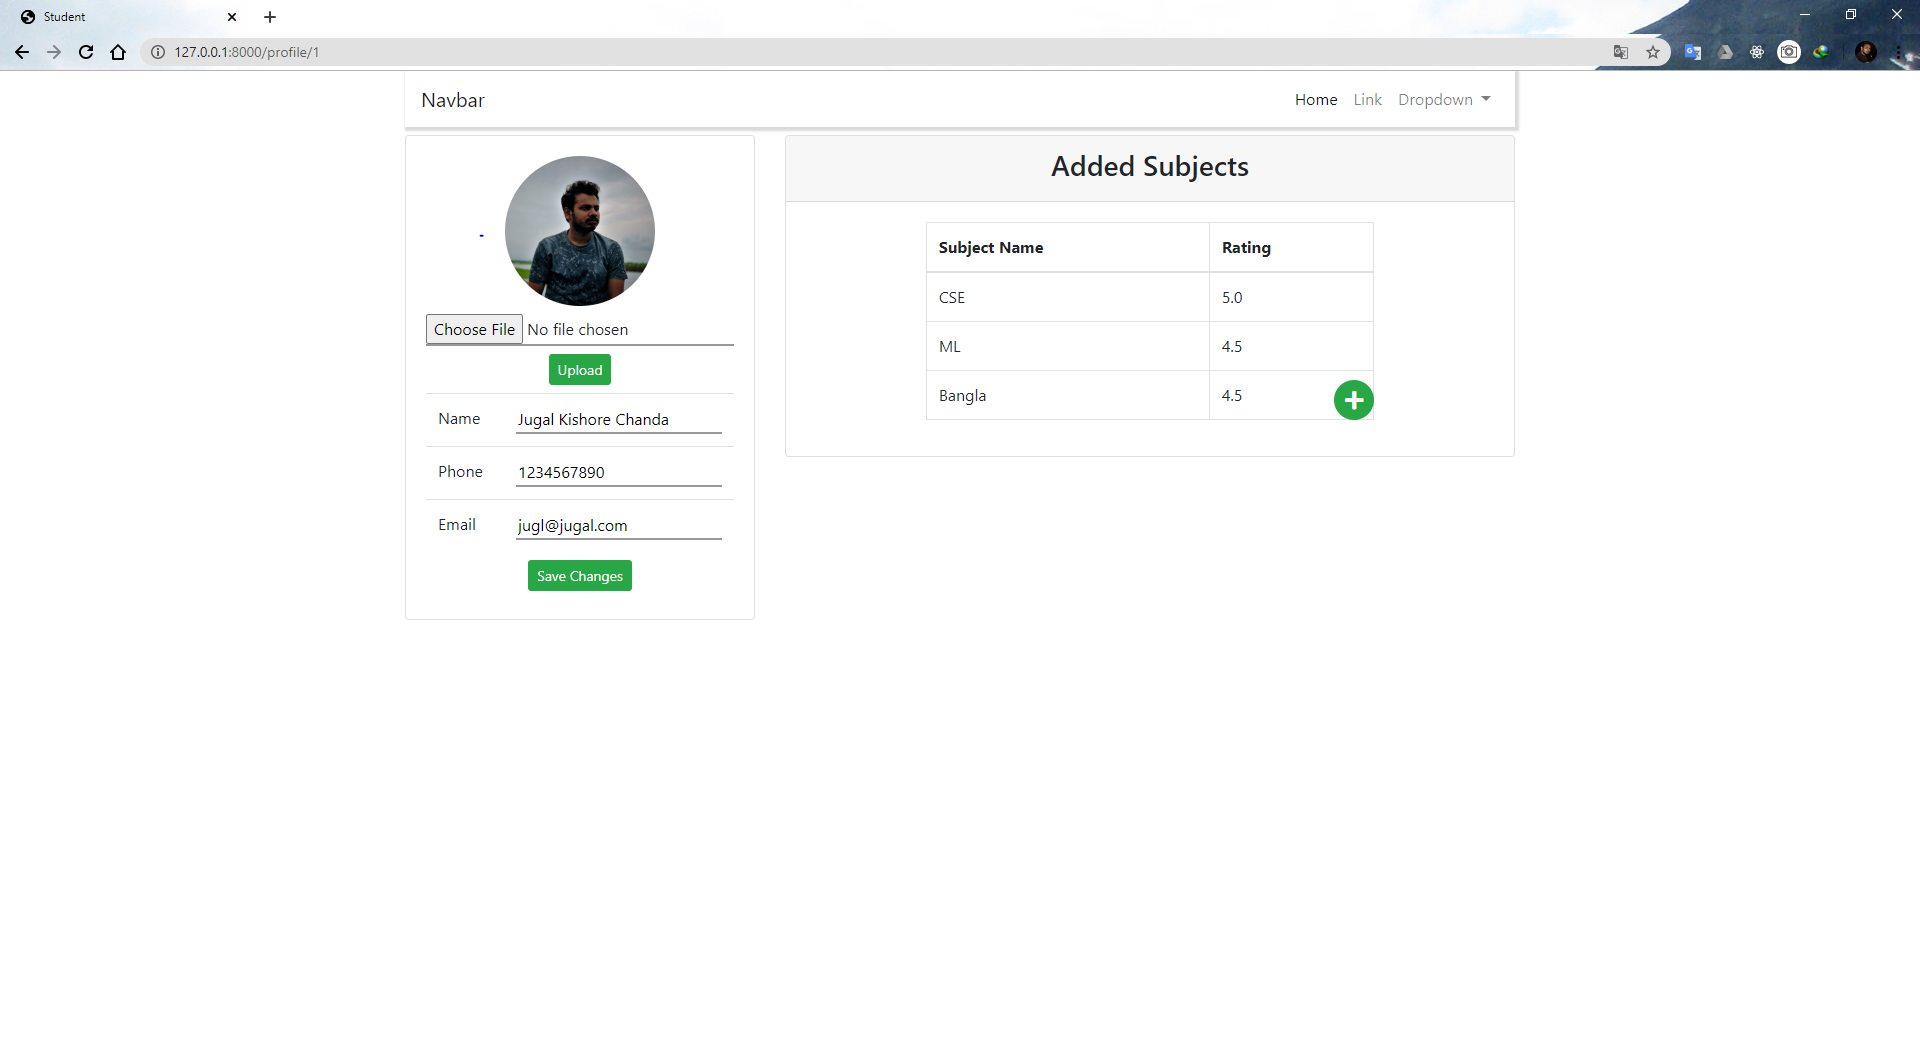 Student
127.0.0.1:8000/profile/1
Navbar
Home Link Dropdown
Choose File No file chosen
Upload
Name Jugal Kishore Chanda
Phone 1234567890
Email jugl@jugal.com
Save Changes
Added Subjects
Subject Name Rating
CSE 5.0
ML 4.5
Bangla 4.5